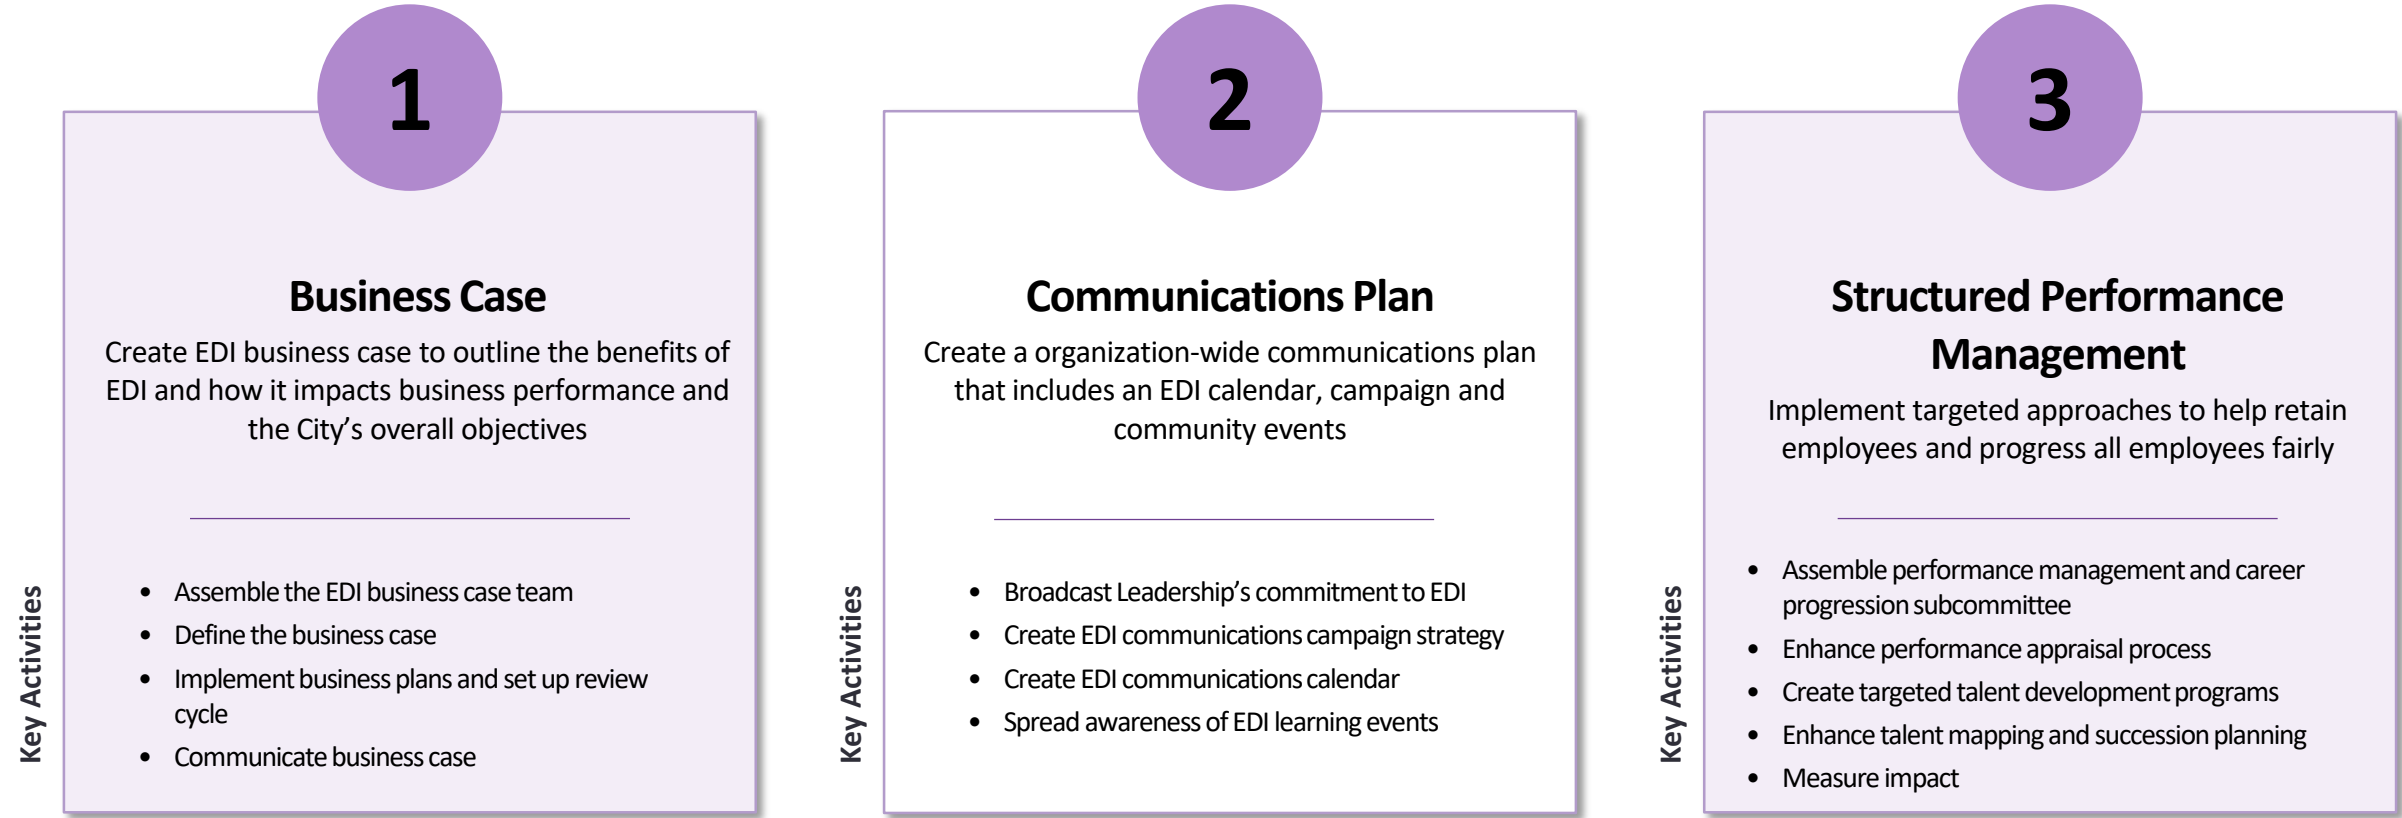 1
Business Case
Create EDI business case to outline the benefits of
EDI and how it impacts business performance and
the City's overall objectives
Key Activities
• Assemble the EDI business case team
• Define the business case
• Implement business plans and set up review
cycle
• Communicate business case
2
Communications Plan
Create a organization-wide communications plan
that includes an EDI calendar, campaign and
community events
Key Activities
• Broadcast Leadership's commitment to EDI
• Create EDI communications campaign strategy
• Create EDI communications calendar
• Spread awareness of EDI learning events
3
Structured Performance
Management
Implement targeted approaches to help retain
employees and progress all employees fairly
Key Activities
• Assemble performance management and career
progression subcommittee
• Enhance performance appraisal process
• Create targeted talent development programs
• Enhance talent mapping and succession planning
• Measure impact